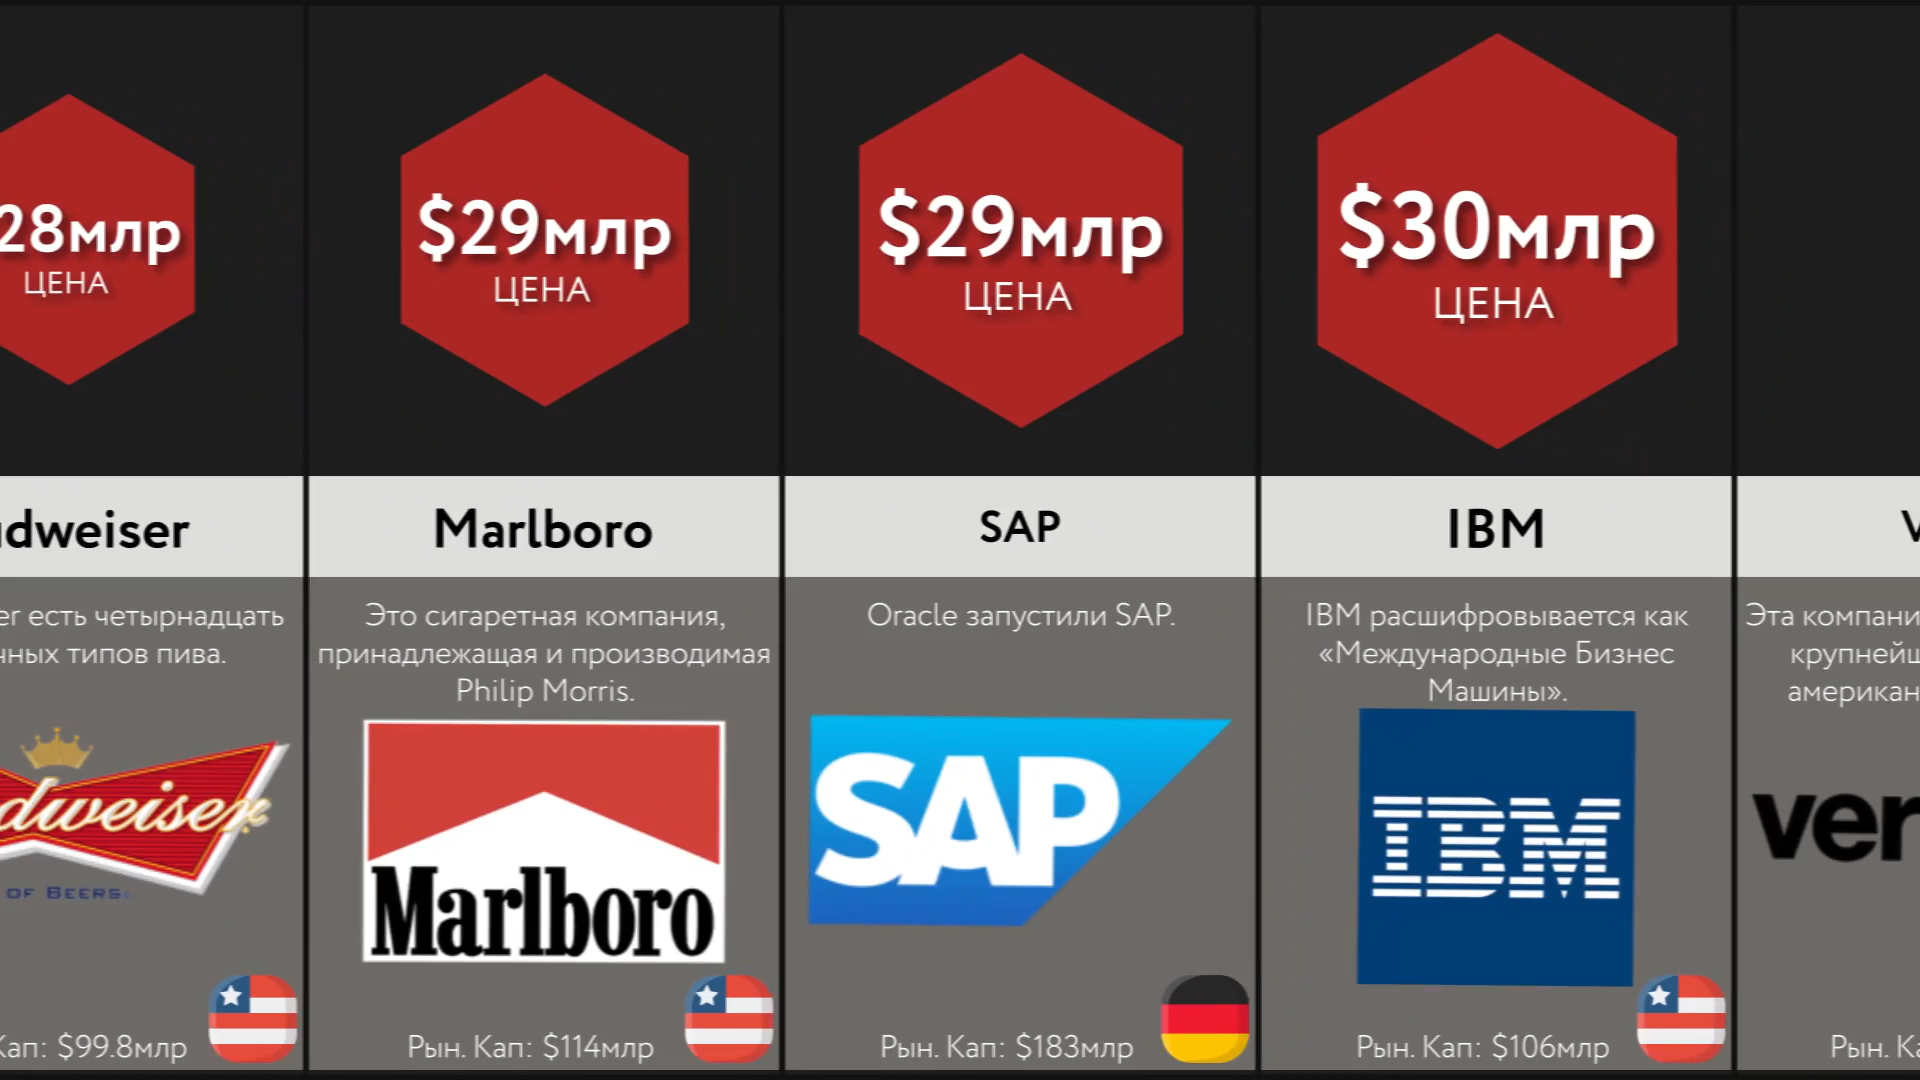 28млр
ЦЕНА
dweiser
er есть четырнадцать
чных типов пива.
dweiser
OF BEERS
Кап: $99.8млр
$29млр
ЦЕНА
Marlboro
Это сигаретная компания,
принадлежащая и производимая
Philip Morris.
Marlboro
Рын. Кап: $114млр
$29млр
ЦЕНА
SAP
Oracle запустили SAP.
SAP
Рын. Кап: $183млр
$30млр
ЦЕНА
IBM
IBM расшифровывается как
«Международные Бизнес
Машины».
IBM
Рын. Кап: $106млр
V
Эта компани
крупнейш
американ
ver
Рын. Ка